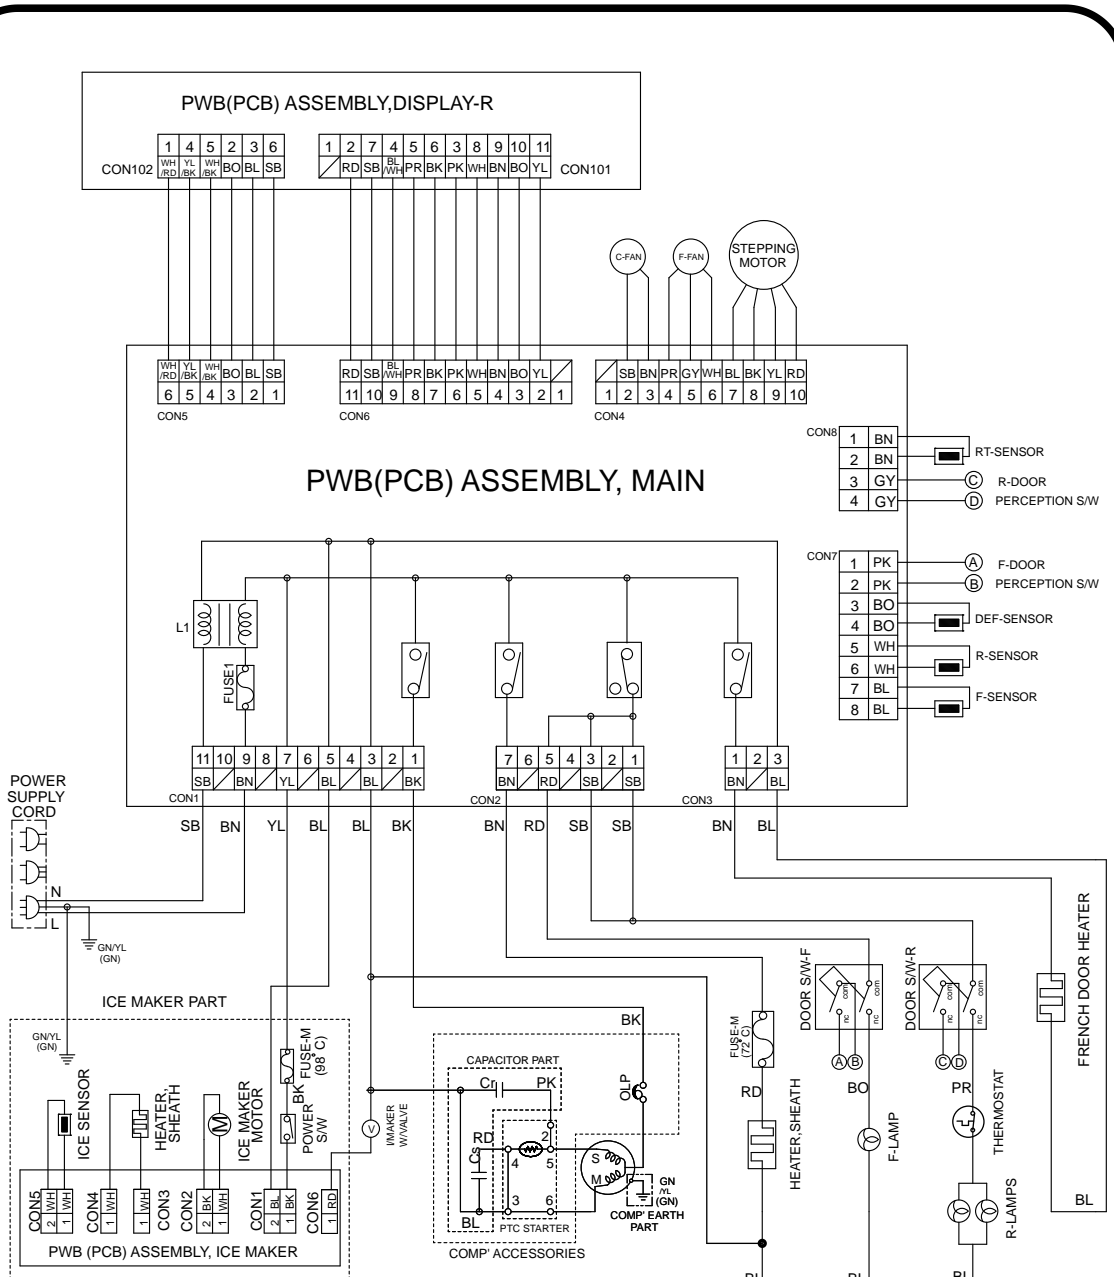 PWB(PCB) ASSEMBLY,DISPLAY-R
CON102
1 4 5 2 3 6
WH/RD YL/BK WH/BK BO BL SB
1 2 7 4 5 6 3 8 9 10 11
RD SB BL/WH PR BK PK WH BN BO YL
CON101
C-FAN
F-FAN
STEPPING
MOTOR
WH/RD YL/BK WH/BK BO BL SB
6 5 4 3 2 1
CON5
RD SB BL/WH PR BK PK WH BN BO YL
11 10 9 8 7 6 5 4 3 2 1
CON6
SB BN PR GY WH BL BK YL RD
1 2 3 4 5 6 7 8 9 10
CON4
PWB(PCB) ASSEMBLY, MAIN
CON8
1 BN
2 BN
3 GY
4 GY
RT-SENSOR
C R-DOOR
D PERCEPTION S/W
CON7
1 PK
2 PK
3 BO
4 BO
5 WH
6 WH
7 BL
8 BL
A F-DOOR
B PERCEPTION S/W
DEF-SENSOR
R-SENSOR
F-SENSOR
L1
FUSE1
11 10 9 8 7 6 5 4 3 2 1
SB BN YL BL BL BK
CON1
7 6 5 4 3 2 1
BN RD SB SB
CON2
1 2 3
BN BL
CON3
SB BN YL BL BL BK BN RD SB SB BN BL
POWER
SUPPLY
CORD
N
L
GN/YL
(GN)
GN/YL
(GN)
ICE MAKER PART
ICE SENSOR
HEATER,
SHEATH
M
ICE MAKER
MOTOR
FUSE-M
(98°C)
BK
POWER
S/W
V
I/MAKER
W/VALVE
CON5
2 WH
1 WH
CON4
1 WH
1 WH
CON3
CON2
2 BK
1 WH
CON1
2 BL
1 BK
CON6
1 RD
PWB (PCB) ASSEMBLY, ICE MAKER
CAPACITOR PART
Cr
PK
RD
Cs
2
4 5
3 6
BL
PTC STARTER
COMP' ACCESSORIES
BK
OLP
S
M
GN
/YL
(GN)
COMP' EARTH
PART
FUSE-M
(72°C)
RD
HEATER,SHEATH
BL
DOOR S/W-F
com com
nc nc
A B
BO
F-LAMP
BL
DOOR S/W-R
com com
nc nc
C D
PR
THERMOSTAT
R-LAMPS
BL
FRENCH DOOR HEATER
BL